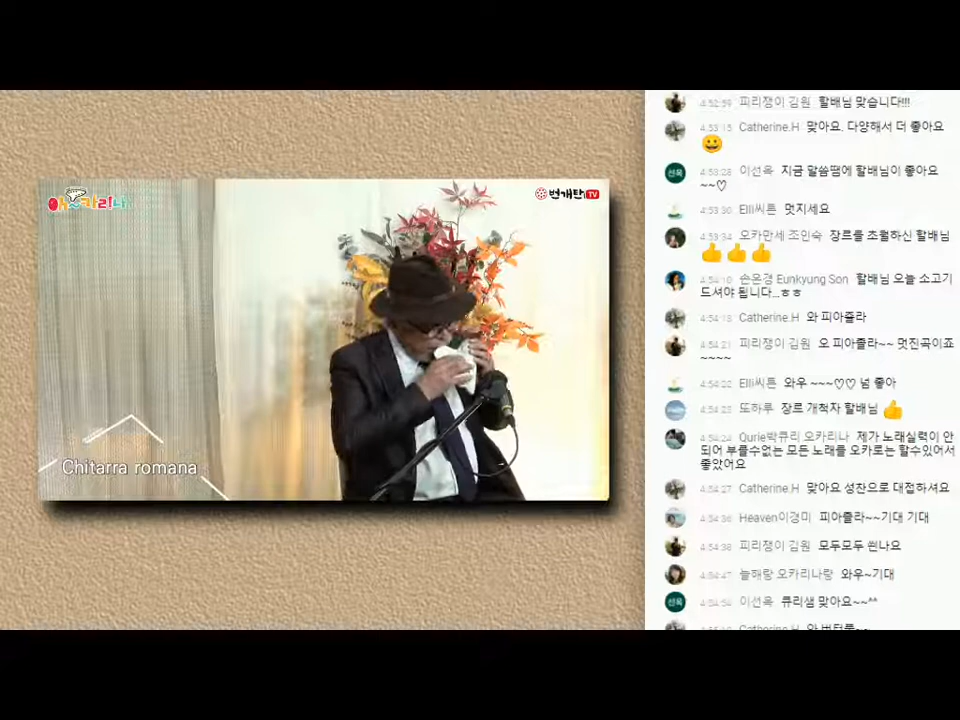 아~카리나
번개탄 TV
Chitarra romana
4:52:59 피리쟁이 김원 할배님 맞습니다!!!
4:53:15 Catherine.H 맞아요. 다양해서 더 좋아요
😀
선옥
4:53:28 이선옥 지금 말씀땜에 할배님이 좋아요
~~♡
4:53:30 Elli씨튼 멋지세요
4:53:34 오카만세 조인숙 장르를 초월하신 할배님
👍👍👍
4:54:10 손은경 Eunkyung Son 할배님 오늘 소고기
드셔야 됩니다...ㅎㅎ
4:54:13 Catherine.H 와 피아졸라
4:54:21 피리쟁이 김원 오 피아졸라~~ 멋진곡이죠
~~~~
4:54:22 Elli씨튼 와우 ~~~♡♡ 넘 좋아
4:54:23 또하루 장르 개척자 할배님 👍
4:54:24 Qurie박큐리 오카리나 제가 노래실력이 안
되어 부를수없는 모든 노래를 오카로는 할수있어서
좋았어요
4:54:27 Catherine.H 맞아요 성찬으로 대접하셔요
4:54:36 Heaven이경미 피아졸라~~기대 기대
4:54:38 피리쟁이 김원 모두모두 씐나요
4:54:47 늘해랑 오카리나랑 와우~기대
선옥
4:54:54 이선옥 큐리샘 맞아요~~^^
Catherine.H 와